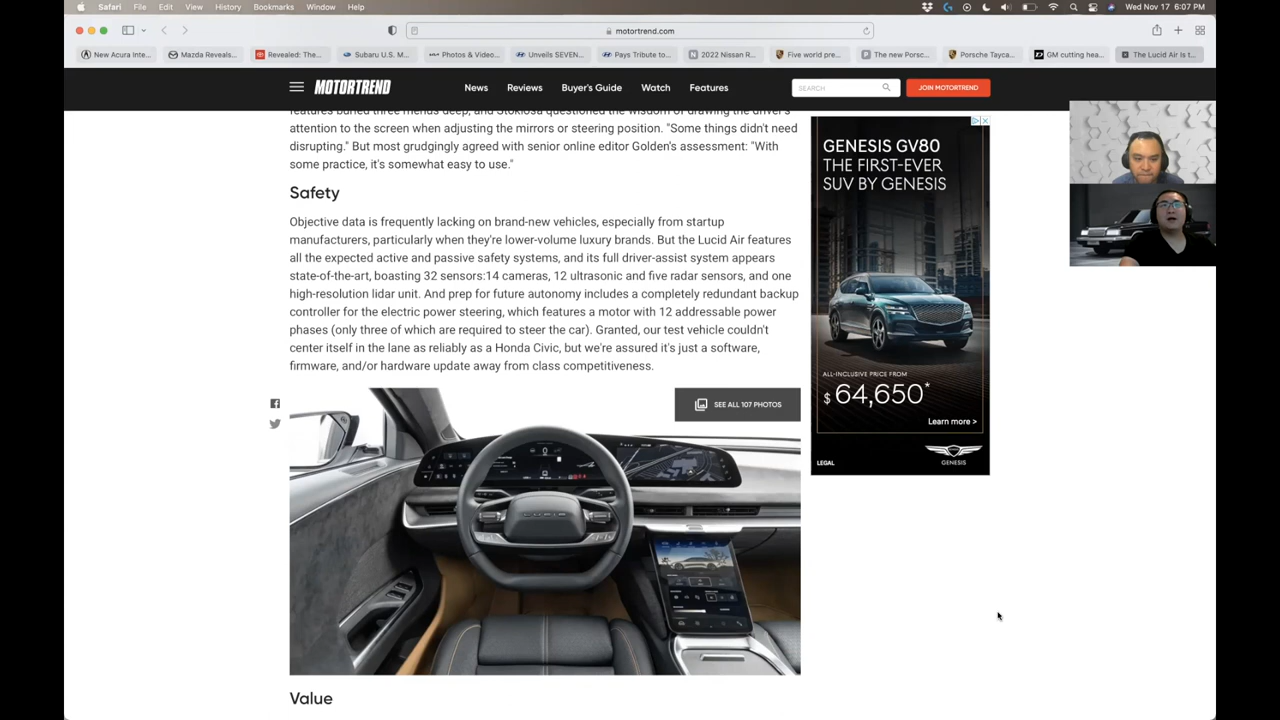 Safari File Edit View History Bookmarks Window Help
Wed Nov 17 6:07 PM
motortrend.com
New Acura Inte...
Mazda Reveals...
Revealed: The...
Subaru U.S. M...
Photos & Video...
Unveils SEVEN...
Pays Tribute to...
2022 Nissan R...
Five world pre...
The new Porsc...
Porsche Tayca...
GM cutting hea...
The Lucid Air Is t...
MOTORTREND
News Reviews Buyer's Guide Watch Features
SEARCH
JOIN MOTORTREND
attention to the screen when adjusting the mirrors or steering position. "Some things didn't need
disrupting." But most grudgingly agreed with senior online editor Golden's assessment: "With
some practice, it's somewhat easy to use."
Safety
Objective data is frequently lacking on brand-new vehicles, especially from startup
manufacturers, particularly when they're lower-volume luxury brands. But the Lucid Air features
all the expected active and passive safety systems, and its full driver-assist system appears
state-of-the-art, boasting 32 sensors:14 cameras, 12 ultrasonic and five radar sensors, and one
high-resolution lidar unit. And prep for future autonomy includes a completely redundant backup
controller for the electric power steering, which features a motor with 12 addressable power
phases (only three of which are required to steer the car). Granted, our test vehicle couldn't
center itself in the lane as reliably as a Honda Civic, but we're assured it's just a software,
firmware, and/or hardware update away from class competitiveness.
SEE ALL 107 PHOTOS
LUCID
Value
GENESIS GV80
THE FIRST-EVER
SUV BY GENESIS
ALL-INCLUSIVE PRICE FROM
$ 64,650*
Learn more >
LEGAL
GENESIS